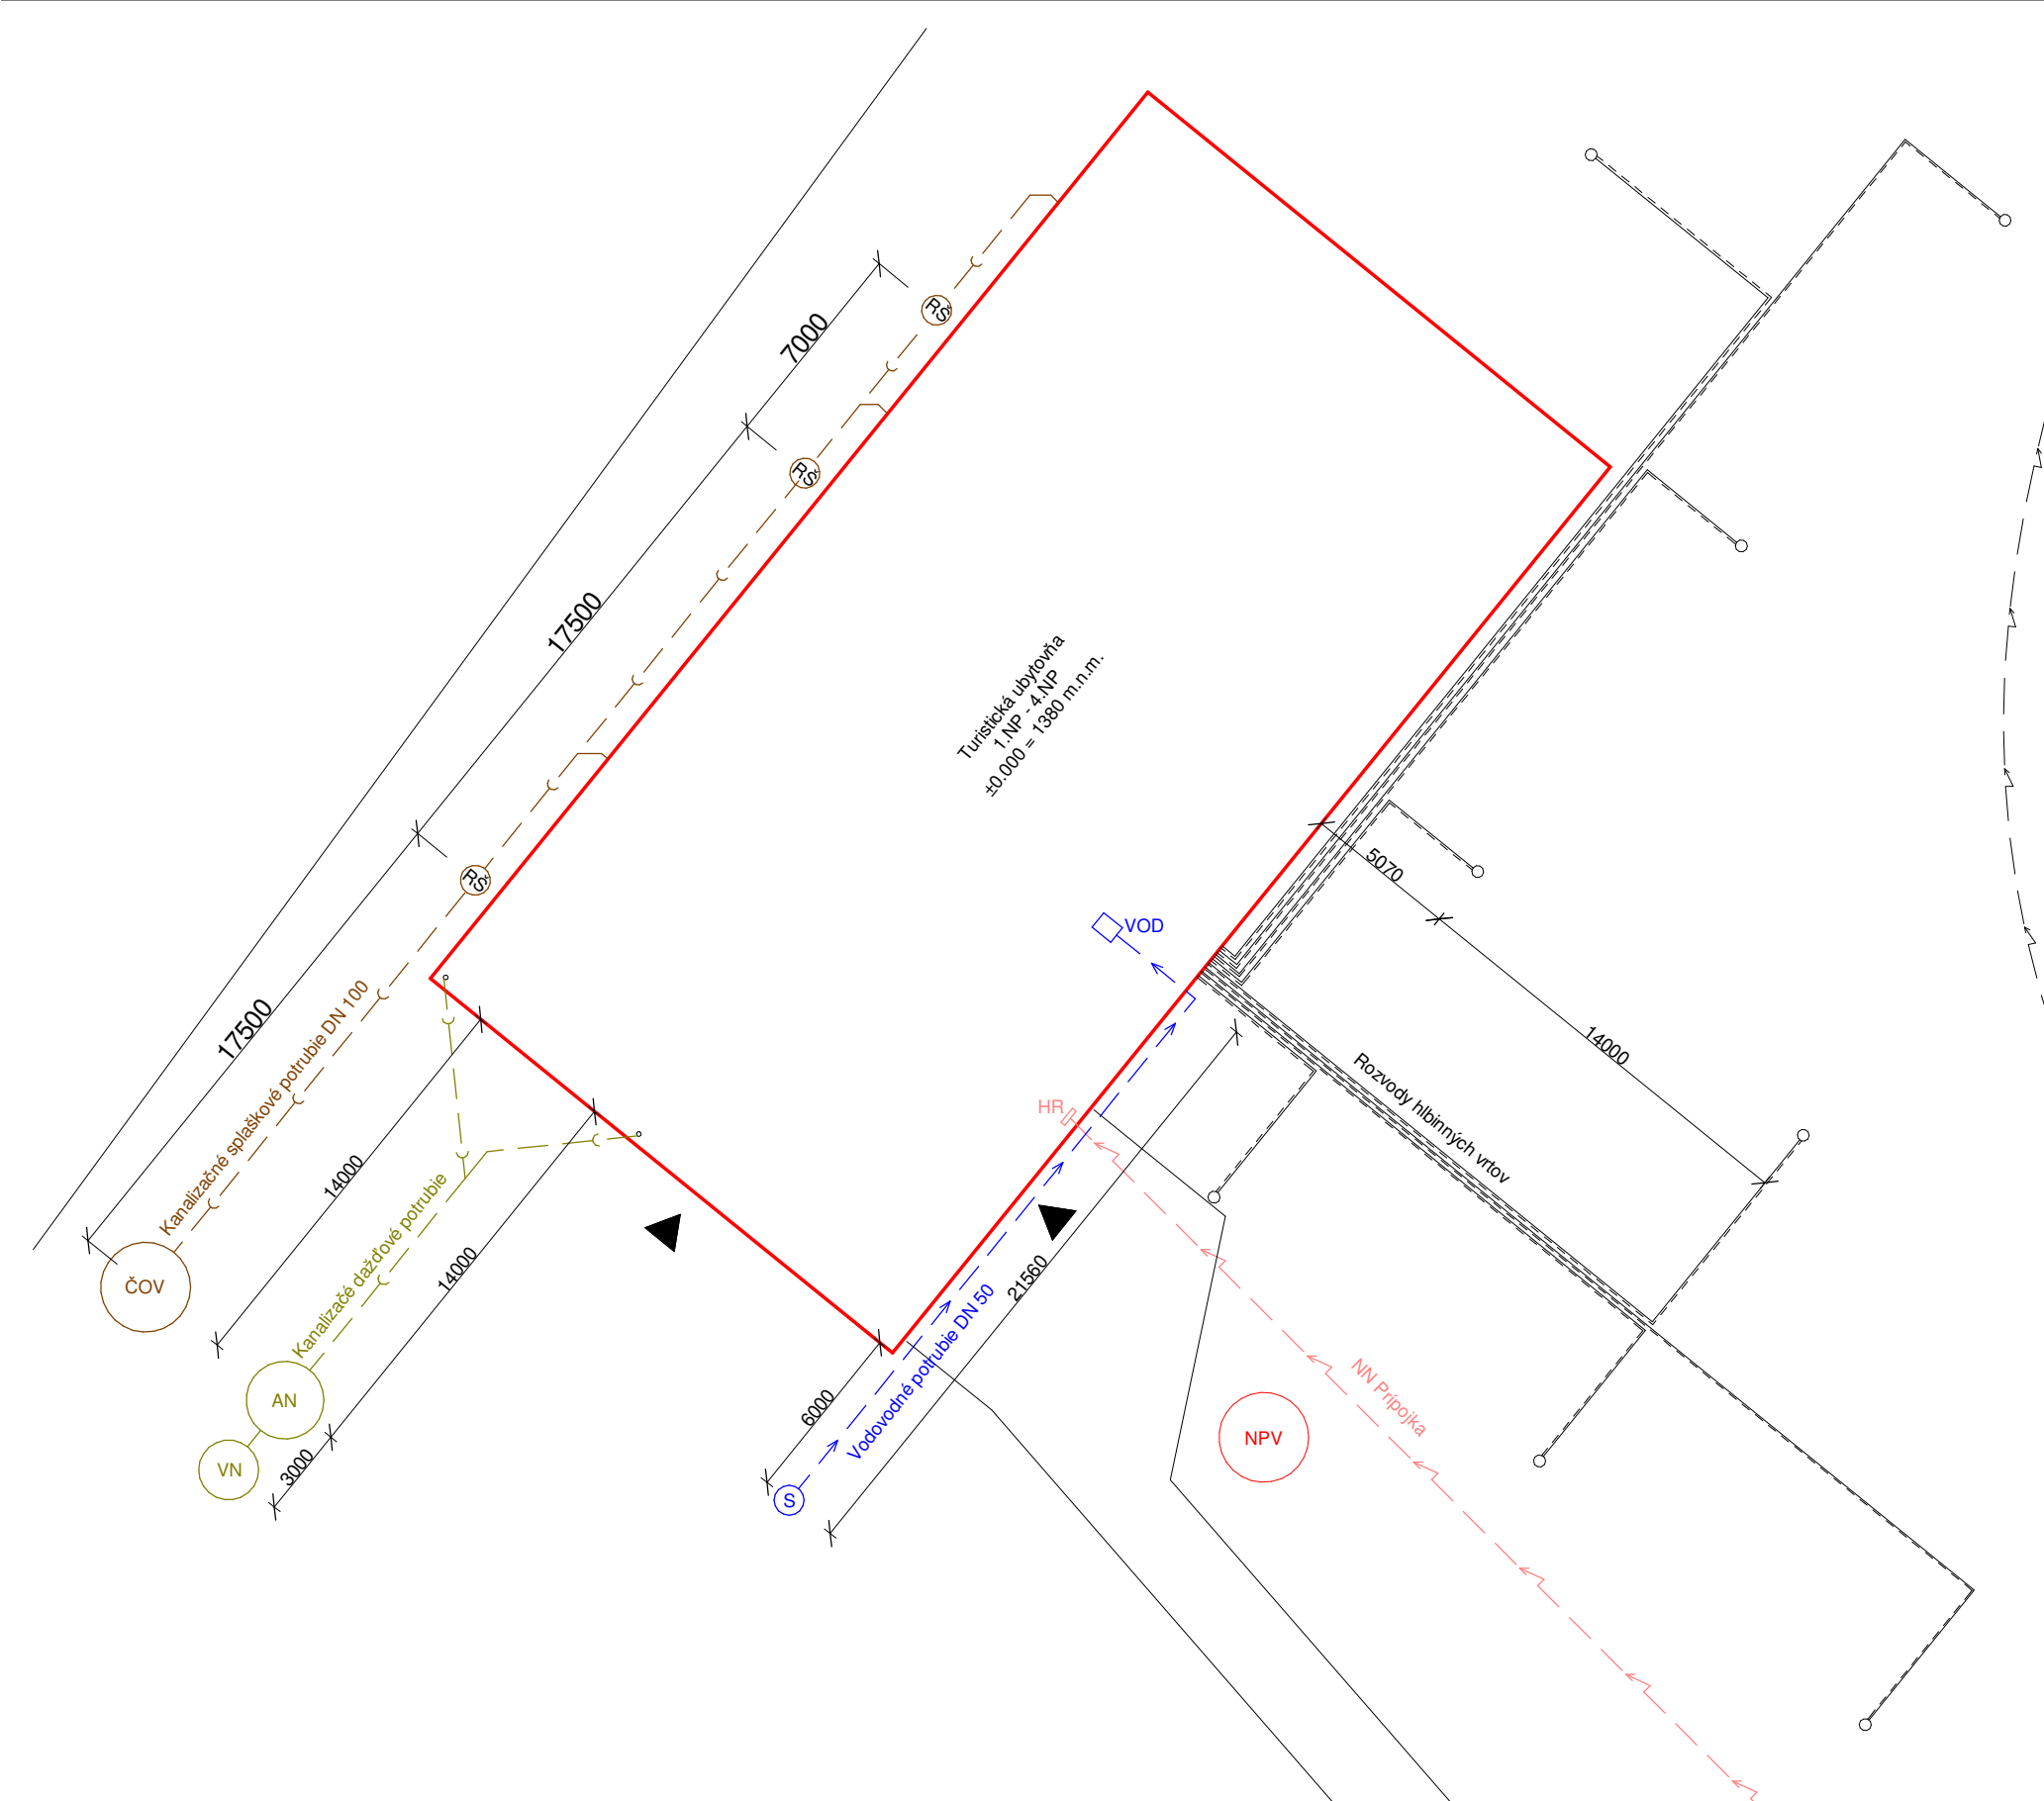 RŠ
7000
RŠ
17500
Turistická ubytovňa
1.NP - 4.NP
±0.000 = 1380 m.n.m.
5070
RŠ
VOD
17500
Kanalizačné splaškové potrubie DN 100
14000
Rozvody hlbinných vrtov
HR
14000
Kanalizačé dažďové potrubie
14000
ČOV
21560
Vodovodné potrubie DN 50
6000
NN Prípojka
AN
NPV
VN
3000
S